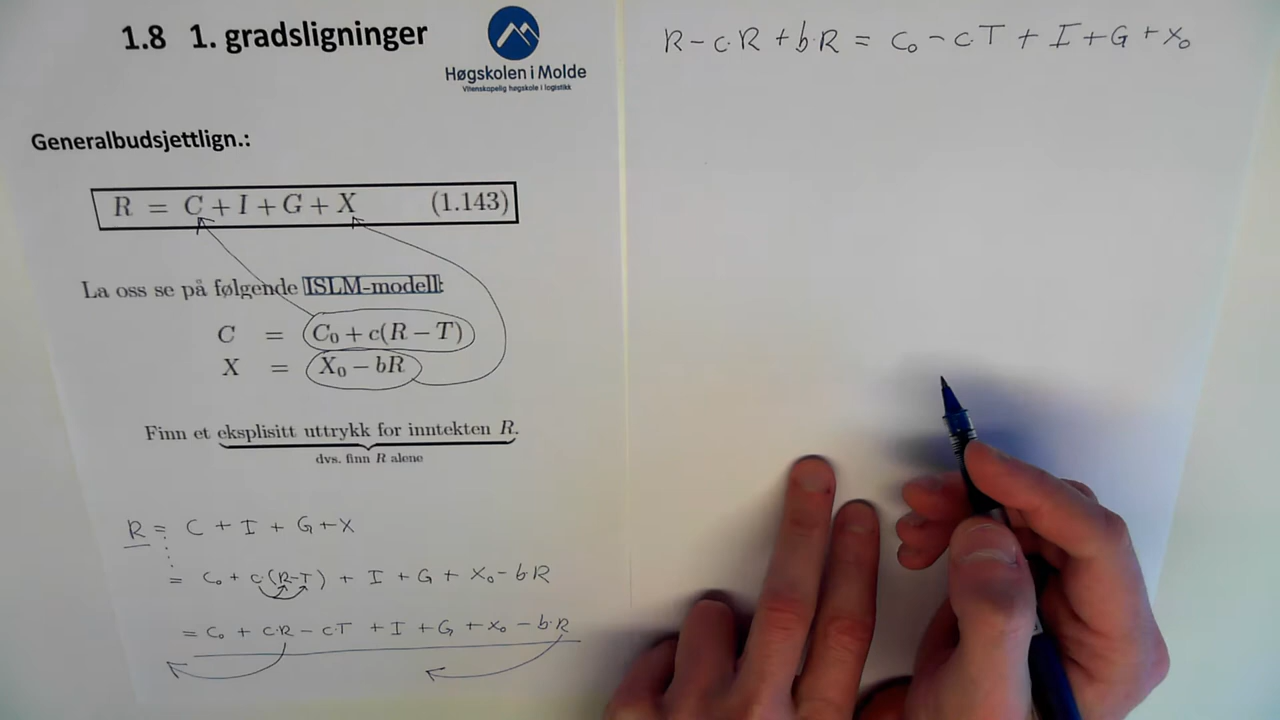 1.8 1. gradsligninger
Høgskolen i Molde
Vitenskapelig høgskole i logistikk
Generalbudsjettlign.:
R = C + I + G + X (1.143)
La oss se på følgende ISLM-modell:
C = C₀ + c(R − T)
X = X₀ − bR
Finn et eksplisitt uttrykk for inntekten R.
dvs. finn R alene
R = C + I + G + X
= C₀ + c·(R−T) + I + G + X₀ − bR
= C₀ + c·R − c·T + I + G + X₀ − b·R
R − c·R + b·R = C₀ − c·T + I + G + X₀